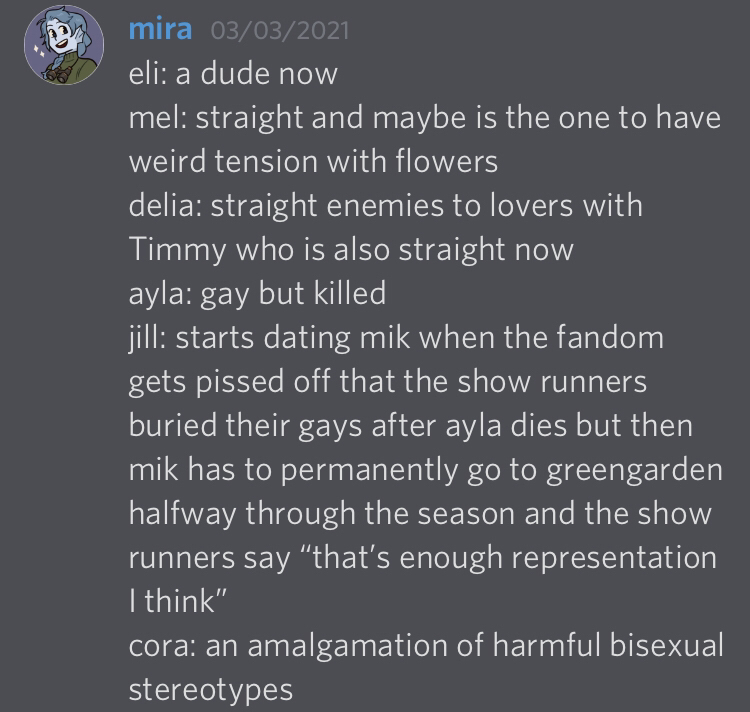 mira 03/03/2021
eli: a dude now
mel: straight and maybe is the one to have
weird tension with flowers
delia: straight enemies to lovers with
Timmy who is also straight now
ayla: gay but killed
jill: starts dating mik when the fandom
gets pissed off that the show runners
buried their gays after ayla dies but then
mik has to permanently go to greengarden
halfway through the season and the show
runners say “that’s enough representation
I think”
cora: an amalgamation of harmful bisexual
stereotypes